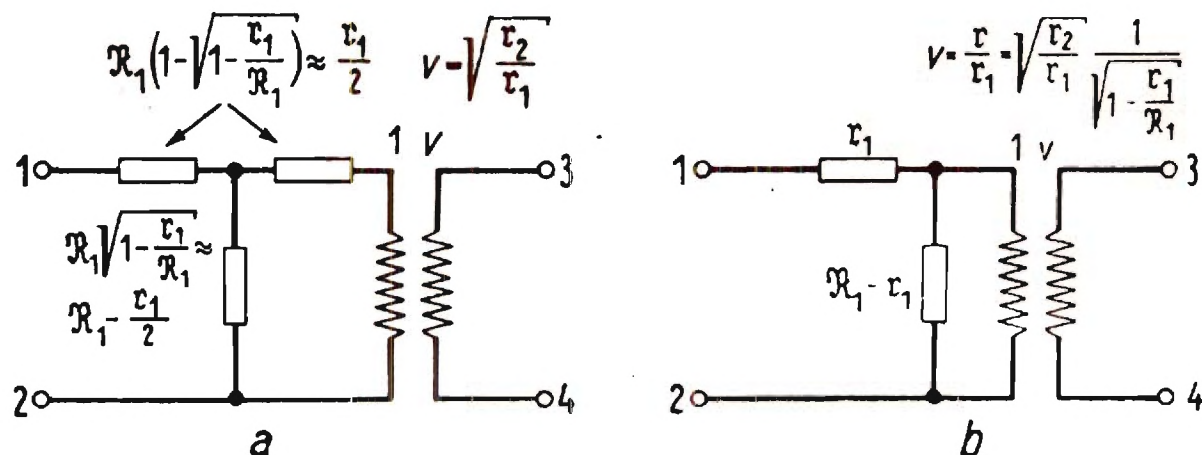 ℜ₁(1-√(1-𝔯₁/ℜ₁))≈𝔯₁/2
v=√(𝔯₂/𝔯₁)
1
1 v
3
ℜ₁√(1-𝔯₁/ℜ₁)≈
ℜ₁-𝔯₁/2
2
4
a
v=𝔯/𝔯₁=√(𝔯₂/𝔯₁) 1/√(1-𝔯₁/ℜ₁)
𝔯₁
1
1 v
3
ℜ₁-𝔯₁
2
4
b